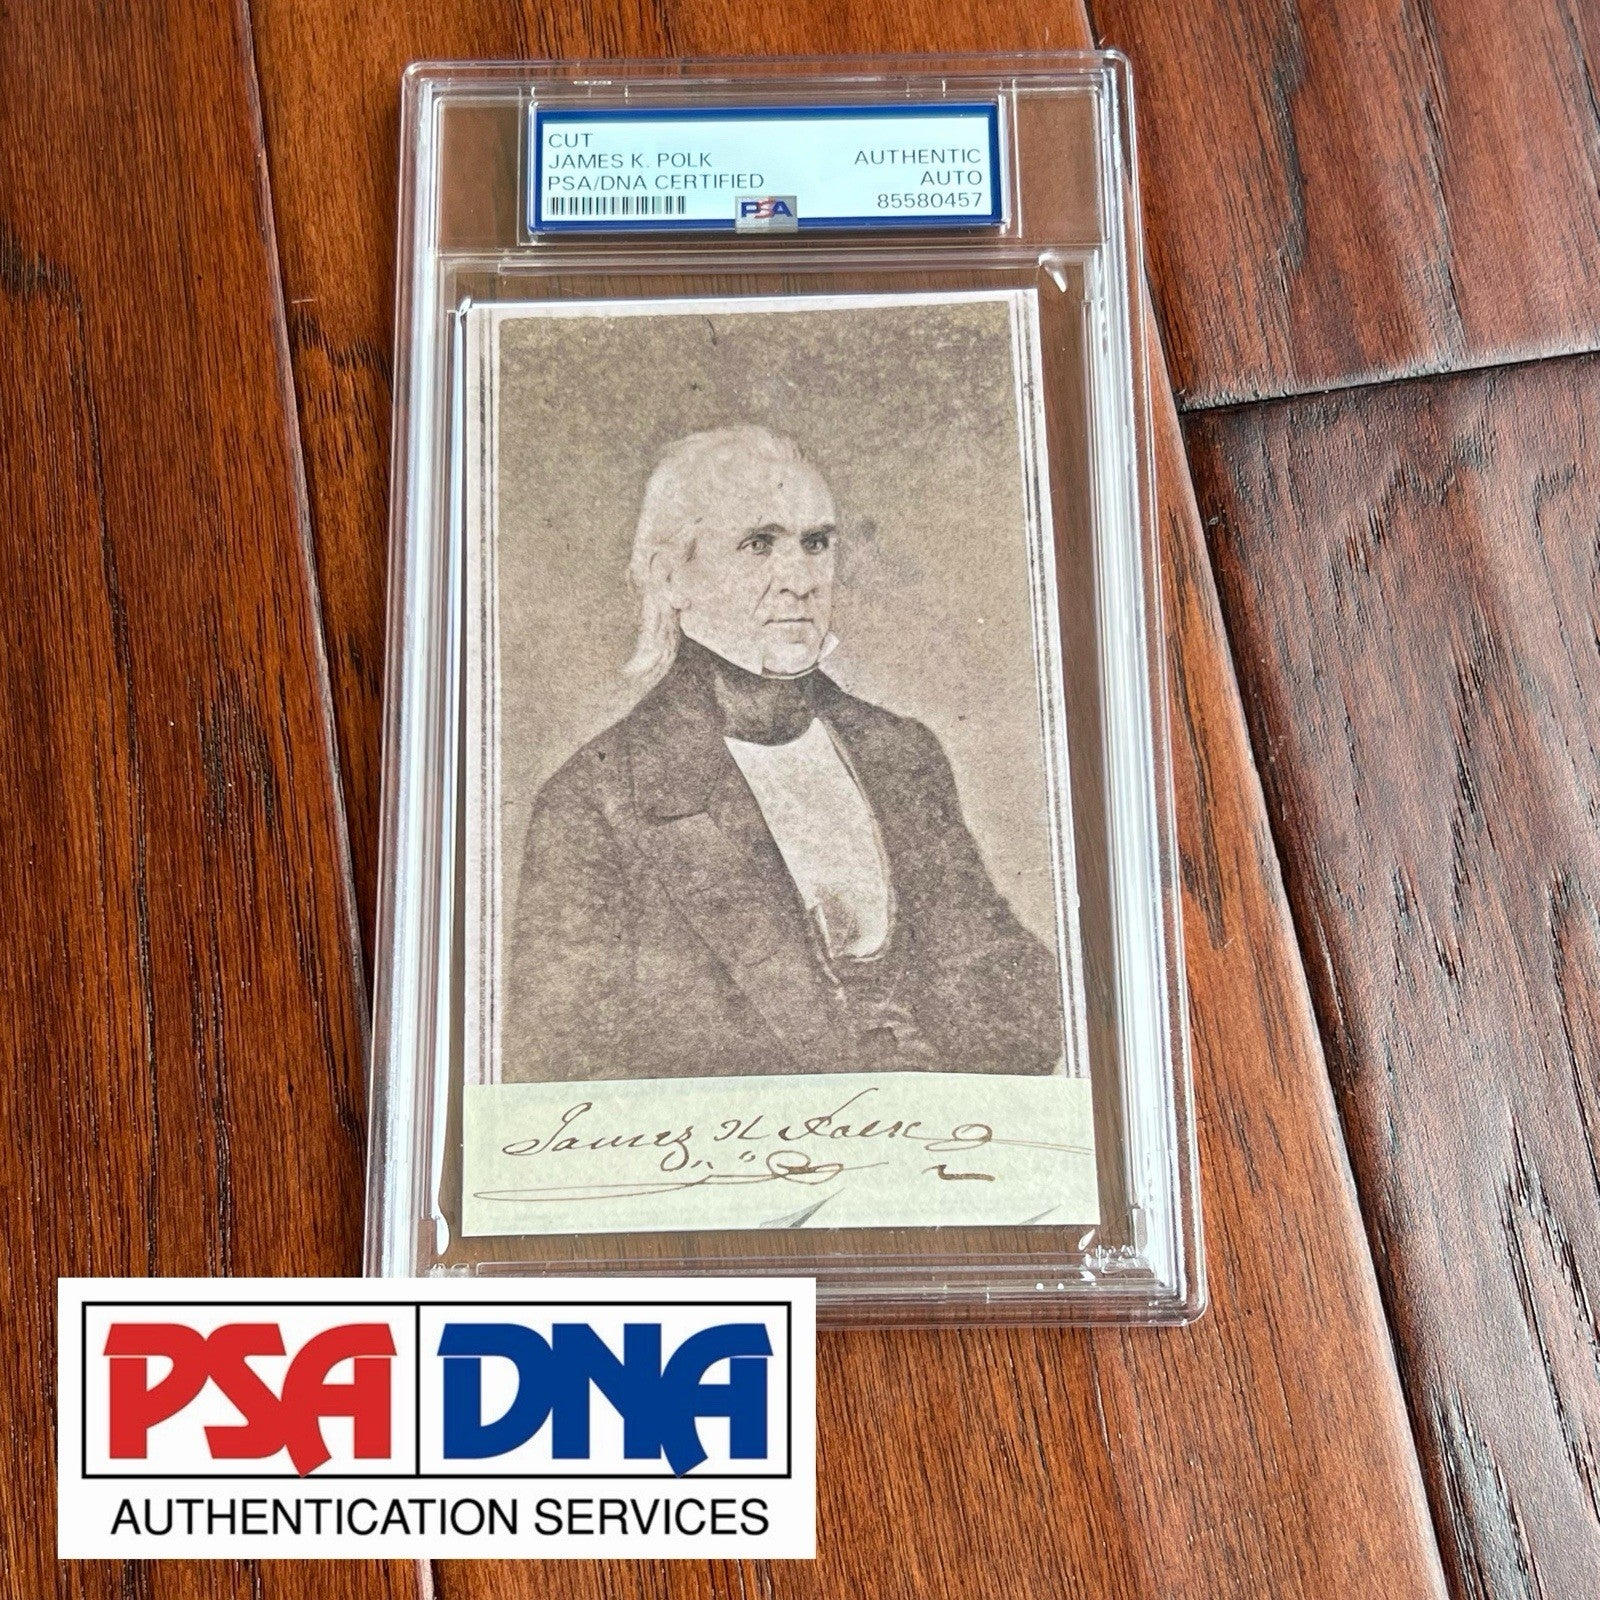 CUT
JAMES K. POLK
PSA/DNA CERTIFIED
AUTHENTIC
AUTO
85580457
PSA
James K Polk
PSA DNA
AUTHENTICATION SERVICES